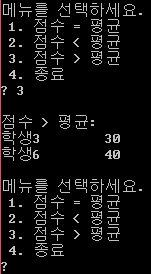 메뉴를 선택하세요.
1. 점수 = 평균
2. 점수 < 평균
3. 점수 > 평균
4. 종료
? 3
점수 > 평균:
학생3 30
학생6 40
메뉴를 선택하세요.
1. 점수 = 평균
2. 점수 < 평균
3. 점수 > 평균
4. 종료
?